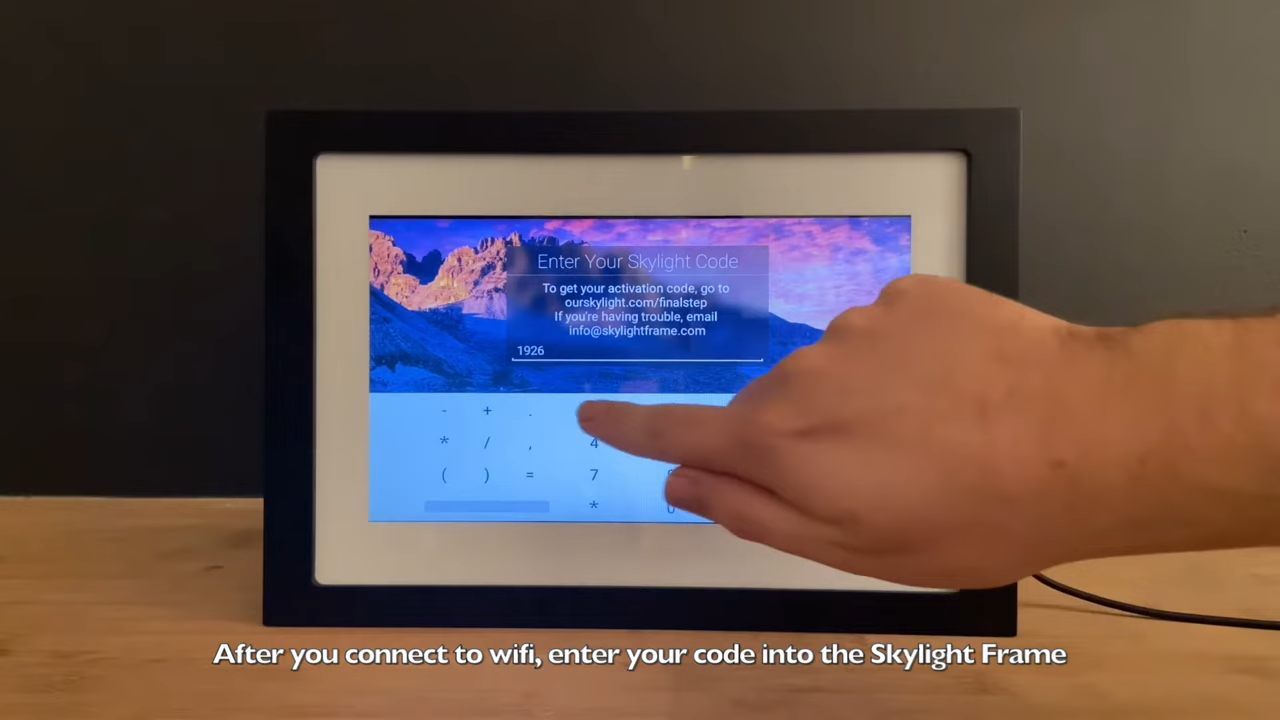 Enter Your Skylight Code
To get your activation code, go to
ourskylight.com/finalstep
If you're having trouble, email
info@skylightframe.com
1926
- + .
* / , 4
( ) = 7
* 0
After you connect to wifi, enter your code into the Skylight Frame